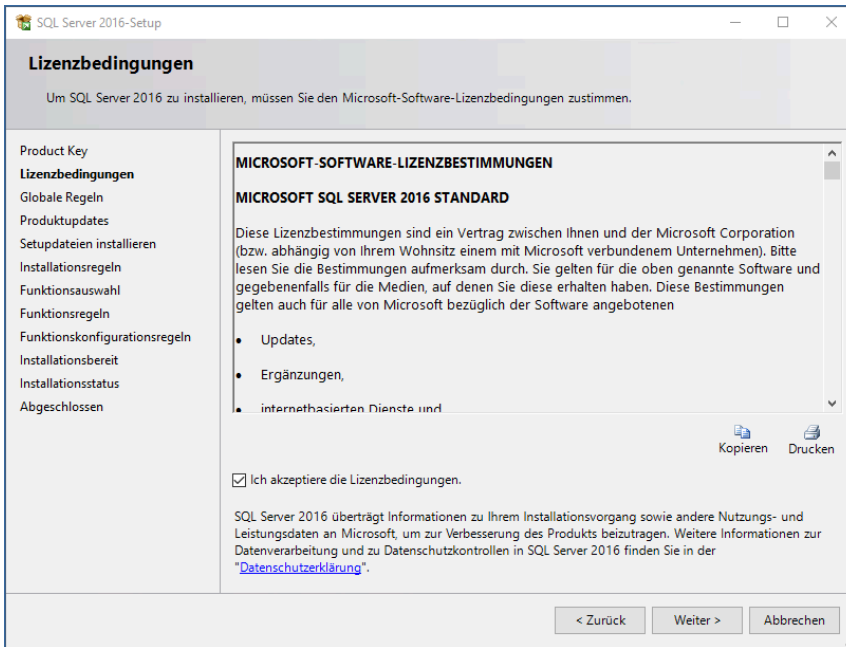 SQL Server 2016-Setup
Lizenzbedingungen
Um SQL Server 2016 zu installieren, müssen Sie den Microsoft-Software-Lizenzbedingungen zustimmen.
Product Key
Lizenzbedingungen
Globale Regeln
Produktupdates
Setupdateien installieren
Installationsregeln
Funktionsauswahl
Funktionsregeln
Funktionskonfigurationsregeln
Installationsbereit
Installationsstatus
Abgeschlossen
MICROSOFT-SOFTWARE-LIZENZBESTIMMUNGEN
MICROSOFT SQL SERVER 2016 STANDARD
Diese Lizenzbestimmungen sind ein Vertrag zwischen Ihnen und der Microsoft Corporation
(bzw. abhängig von Ihrem Wohnsitz einem mit Microsoft verbundenem Unternehmen). Bitte
lesen Sie die Bestimmungen aufmerksam durch. Sie gelten für die oben genannte Software und
gegebenenfalls für die Medien, auf denen Sie diese erhalten haben. Diese Bestimmungen
gelten auch für alle von Microsoft bezüglich der Software angebotenen
• Updates,
• Ergänzungen,
• internetbasierten Dienste und
Kopieren Drucken
Ich akzeptiere die Lizenzbedingungen.
SQL Server 2016 überträgt Informationen zu Ihrem Installationsvorgang sowie andere Nutzungs- und
Leistungsdaten an Microsoft, um zur Verbesserung des Produkts beizutragen. Weitere Informationen zur
Datenverarbeitung und zu Datenschutzkontrollen in SQL Server 2016 finden Sie in der
"Datenschutzerklärung".
< Zurück Weiter > Abbrechen